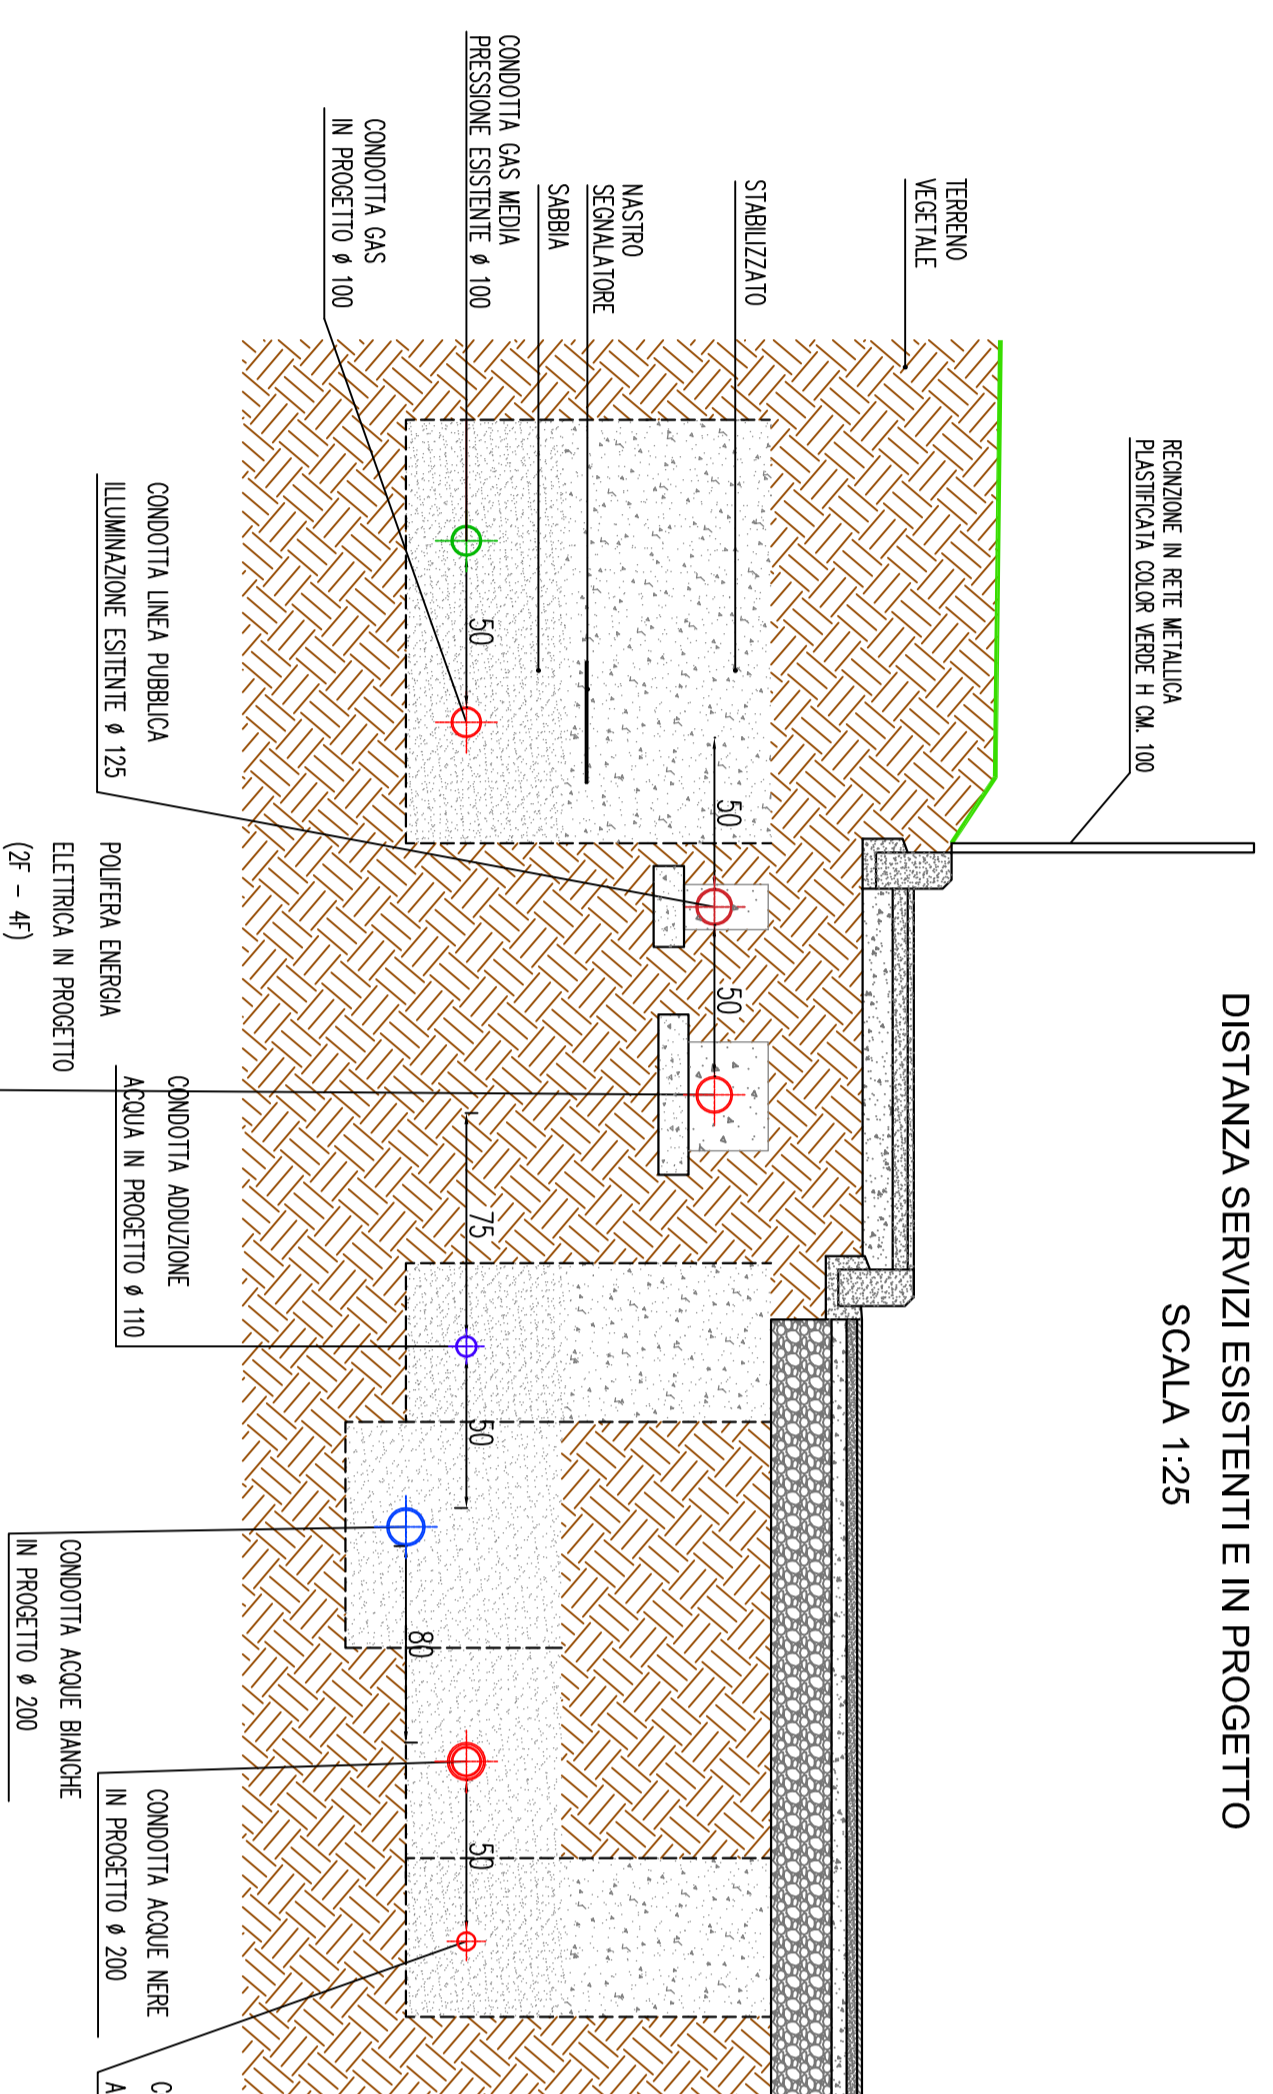 DISTANZA SERVIZI ESISTENTI E IN PROGETTO
SCALA 1:25
RECINZIONE IN RETE METALLICA
PLASTIFICATA COLOR VERDE H CM. 100
TERRENO
VEGETALE
STABILIZZATO
NASTRO
SEGNALATORE
SABBIA
CONDOTTA GAS MEDIA
PRESSIONE ESISTENTE ø 100
CONDOTTA GAS
IN PROGETTO ø 100
50
50
50
75
50
80
50
CONDOTTA LINEA PUBBLICA
ILLUMINAZIONE ESITENTE ø 125
POLIFERA ENERGIA
ELETTRICA IN PROGETTO
(2F - 4F)
CONDOTTA ADDUZIONE
ACQUA IN PROGETTO ø 110
CONDOTTA ACQUE BIANCHE
IN PROGETTO ø 200
CONDOTTA ACQUE NERE
IN PROGETTO ø 200
C
A